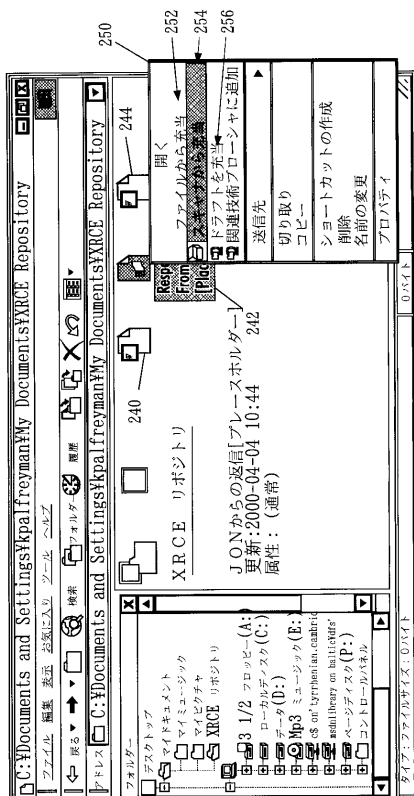 C:¥Documents and Settings¥kpalfreyman¥My Documents¥XRCE Repository
ファイル 編集 表示 お気に入り ツール ヘルプ
戻る 検索 フォルダー 履歴
アドレス C:¥Documents and Settings¥kpalfreyman¥My Documents¥XRCE Repository
フォルダー
デスクトップ
マイドキュメント
マイミュージック
マイピクチャ
XRCE リポジトリ
3 1/2 フロッピー(A:
ローカルディスク(C:)
データ(D:)
Mp3 ミュージック(E:
c$ on'tyrrhenian.cambric
msdnlibrary on balticWdfs'
ページディスク(P:)
コントロールパネル
XRCE リポジトリ
JONからの返信[プレースホルダー]
更新:2000-04-04 10:44
属性：(通常)
240
Respo
From
[Plac
242
244
250
開く
ファイルから充当
252
スキャナから充当
254
ドラフトを充当
256
関連技術ブローシャに追加
送信先
切り取り
コピー
ショートカットの作成
削除
名前の変更
プロパティ
タイプ：ファイルサイズ：0バイト
0バイト